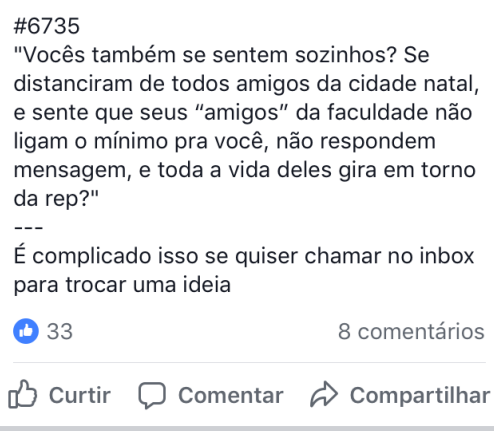 #6735
"Vocês também se sentem sozinhos? Se
distanciram de todos amigos da cidade natal,
e sente que seus “amigos” da faculdade não
ligam o mínimo pra você, não respondem
mensagem, e toda a vida deles gira em torno
da rep?"
---
É complicado isso se quiser chamar no inbox
para trocar uma ideia
33 8 comentários
Curtir Comentar Compartilhar